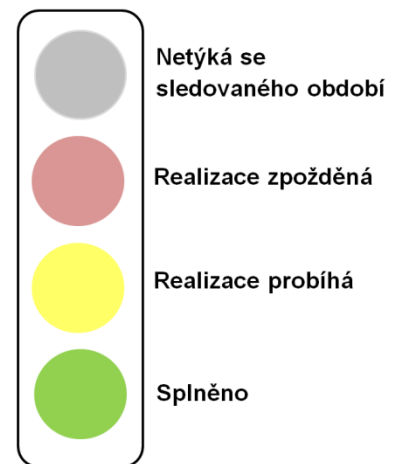 Netýká se
sledovaného období
Realizace zpožděná
Realizace probíhá
Splněno